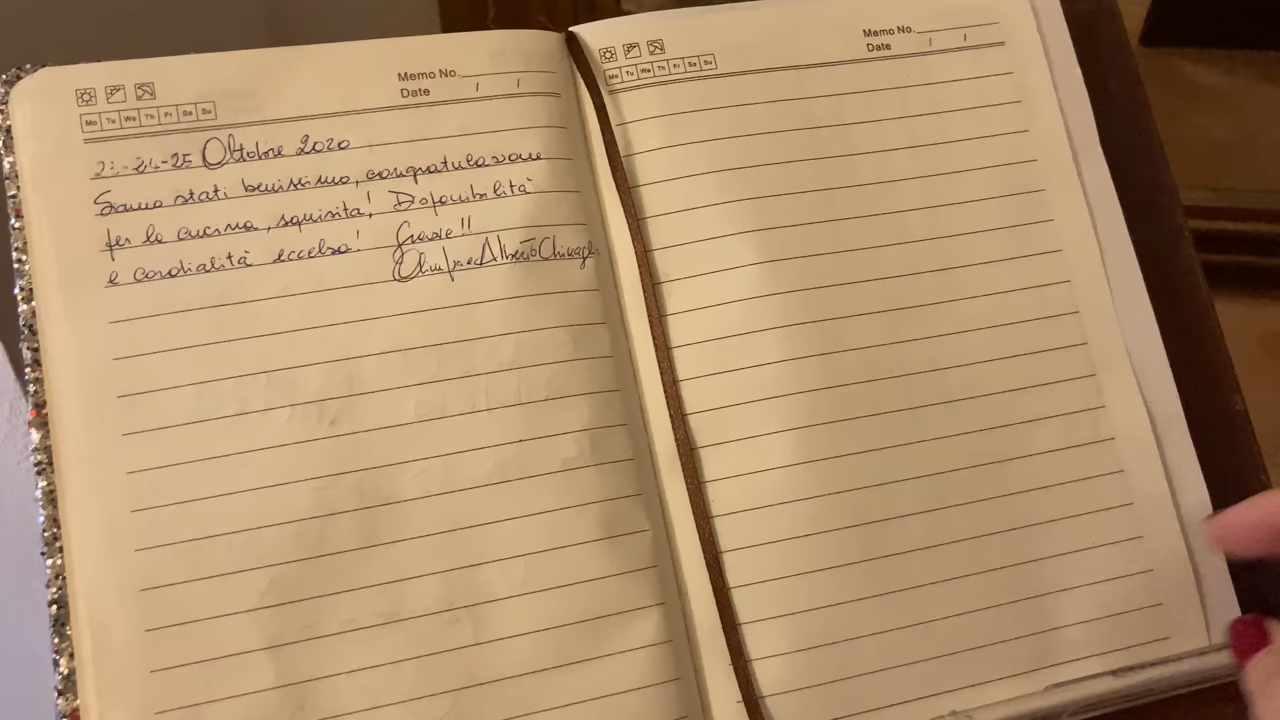 Memo No.
Date / /
Mo Tu We Th Fr Sa Su
23-24-25 Ottobre 2020
Siamo stati benissimo, congratulazioni
per la cucina, squisita! Disponibilità
e cordialità eccelsa! Grazie!!
Olimpia e Alberto
Memo No.
Date / /
Mo Tu We Th Fr Sa Su